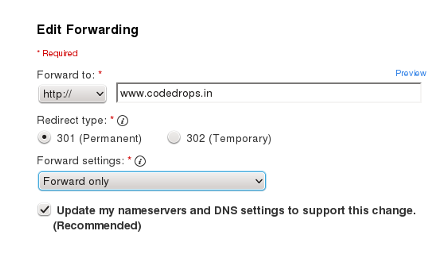 Edit Forwarding
* Required
Forward to: *
Preview
http://
www.codedrops.in
Redirect type: * i
301 (Permanent)
302 (Temporary)
Forward settings: * i
Forward only
Update my nameservers and DNS settings to support this change.
(Recommended)